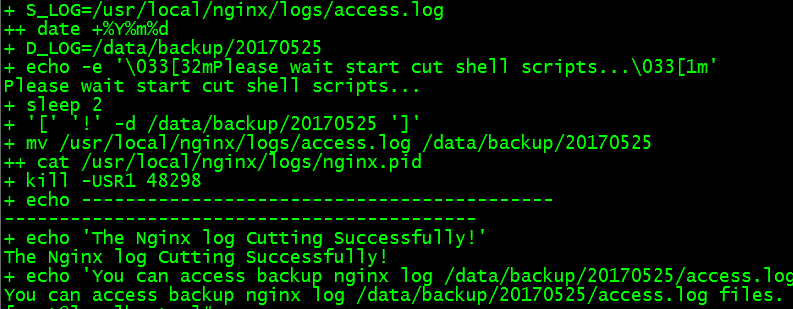 + S_LOG=/usr/local/nginx/logs/access.log
++ date +%Y%m%d
+ D_LOG=/data/backup/20170525
+ echo -e '\033[32mPlease wait start cut shell scripts...\033[1m'
Please wait start cut shell scripts...
+ sleep 2
+ '[' '!' -d /data/backup/20170525 ']'
+ mv /usr/local/nginx/logs/access.log /data/backup/20170525
++ cat /usr/local/nginx/logs/nginx.pid
+ kill -USR1 48298
+ echo -------------------------------------------
-------------------------------------------
+ echo 'The Nginx log Cutting Successfully!'
The Nginx log Cutting Successfully!
+ echo 'You can access backup nginx log /data/backup/20170525/access.log
You can access backup nginx log /data/backup/20170525/access.log files.